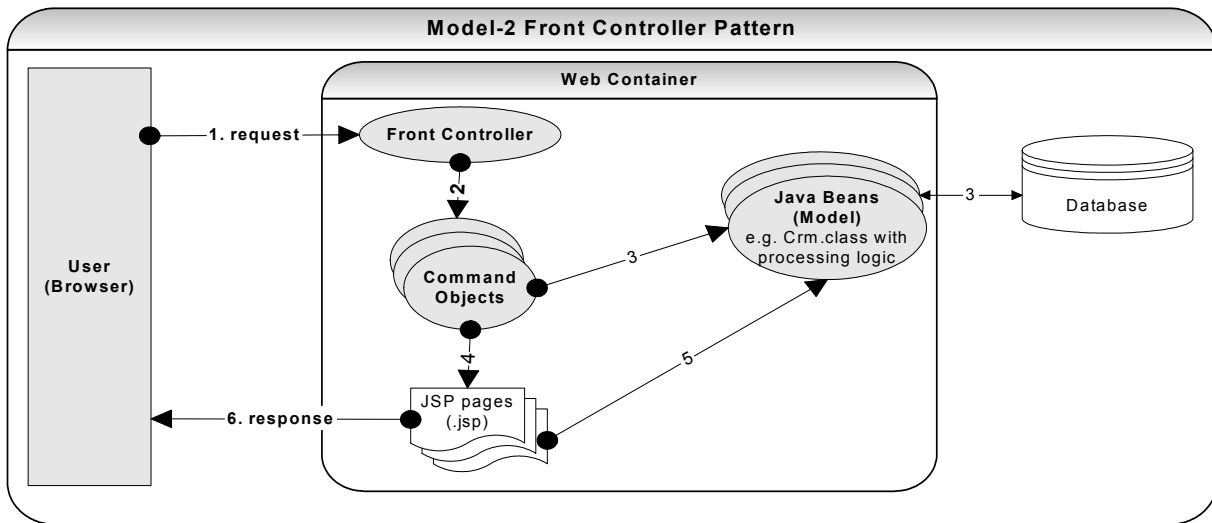 Model-2 Front Controller Pattern
Web Container
1. request
Front Controller
2
Java Beans
(Model)
e.g. Crm.class with
processing logic
3
Database
User
(Browser)
Command
Objects
3
4
5
JSP pages
(.jsp)
6. response